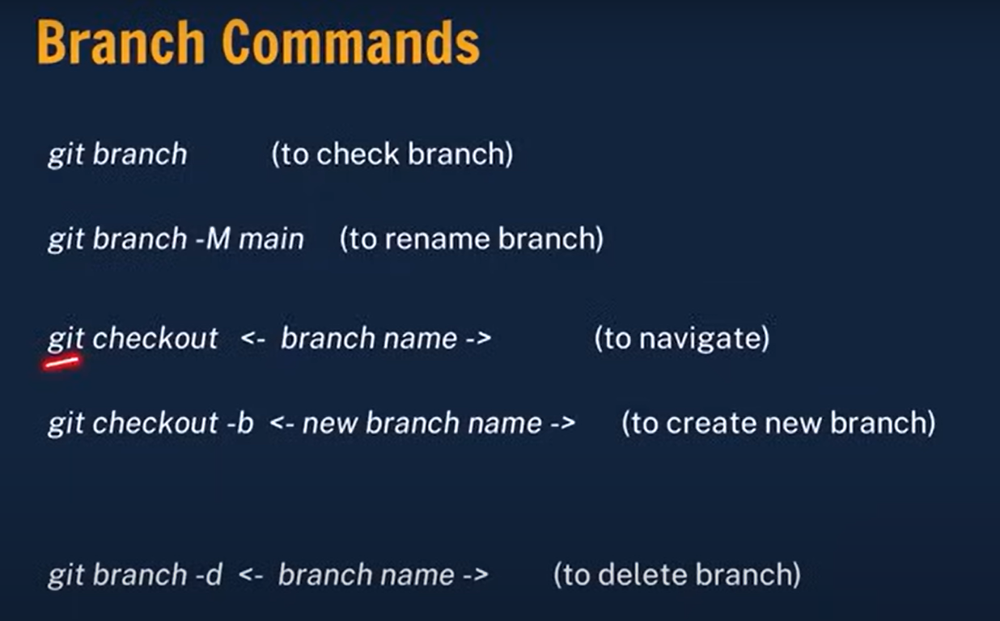 Branch Commands
git branch (to check branch)
git branch -M main (to rename branch)
git checkout <- branch name -> (to navigate)
git checkout -b <- new branch name -> (to create new branch)
git branch -d <- branch name -> (to delete branch)